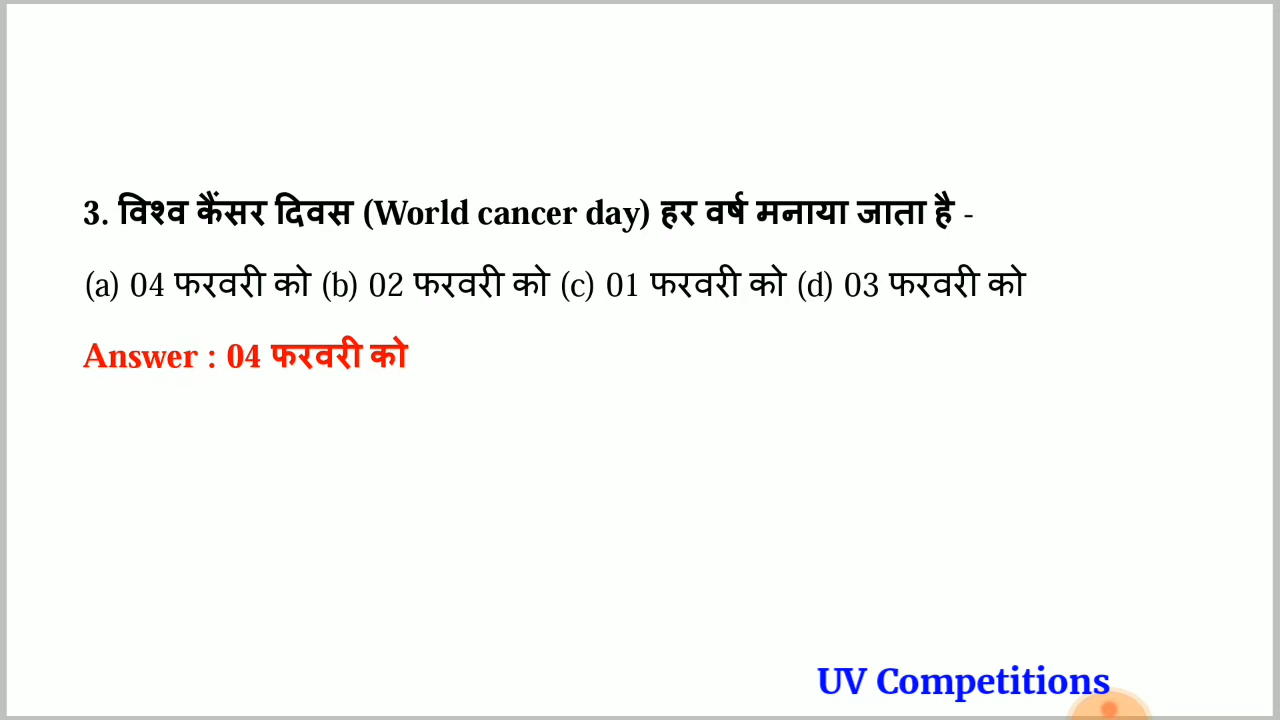 3. विश्व कैंसर दिवस (World cancer day) हर वर्ष मनाया जाता है -
(a) 04 फरवरी को (b) 02 फरवरी को (c) 01 फरवरी को (d) 03 फरवरी को
Answer : 04 फरवरी को
UV Competitions